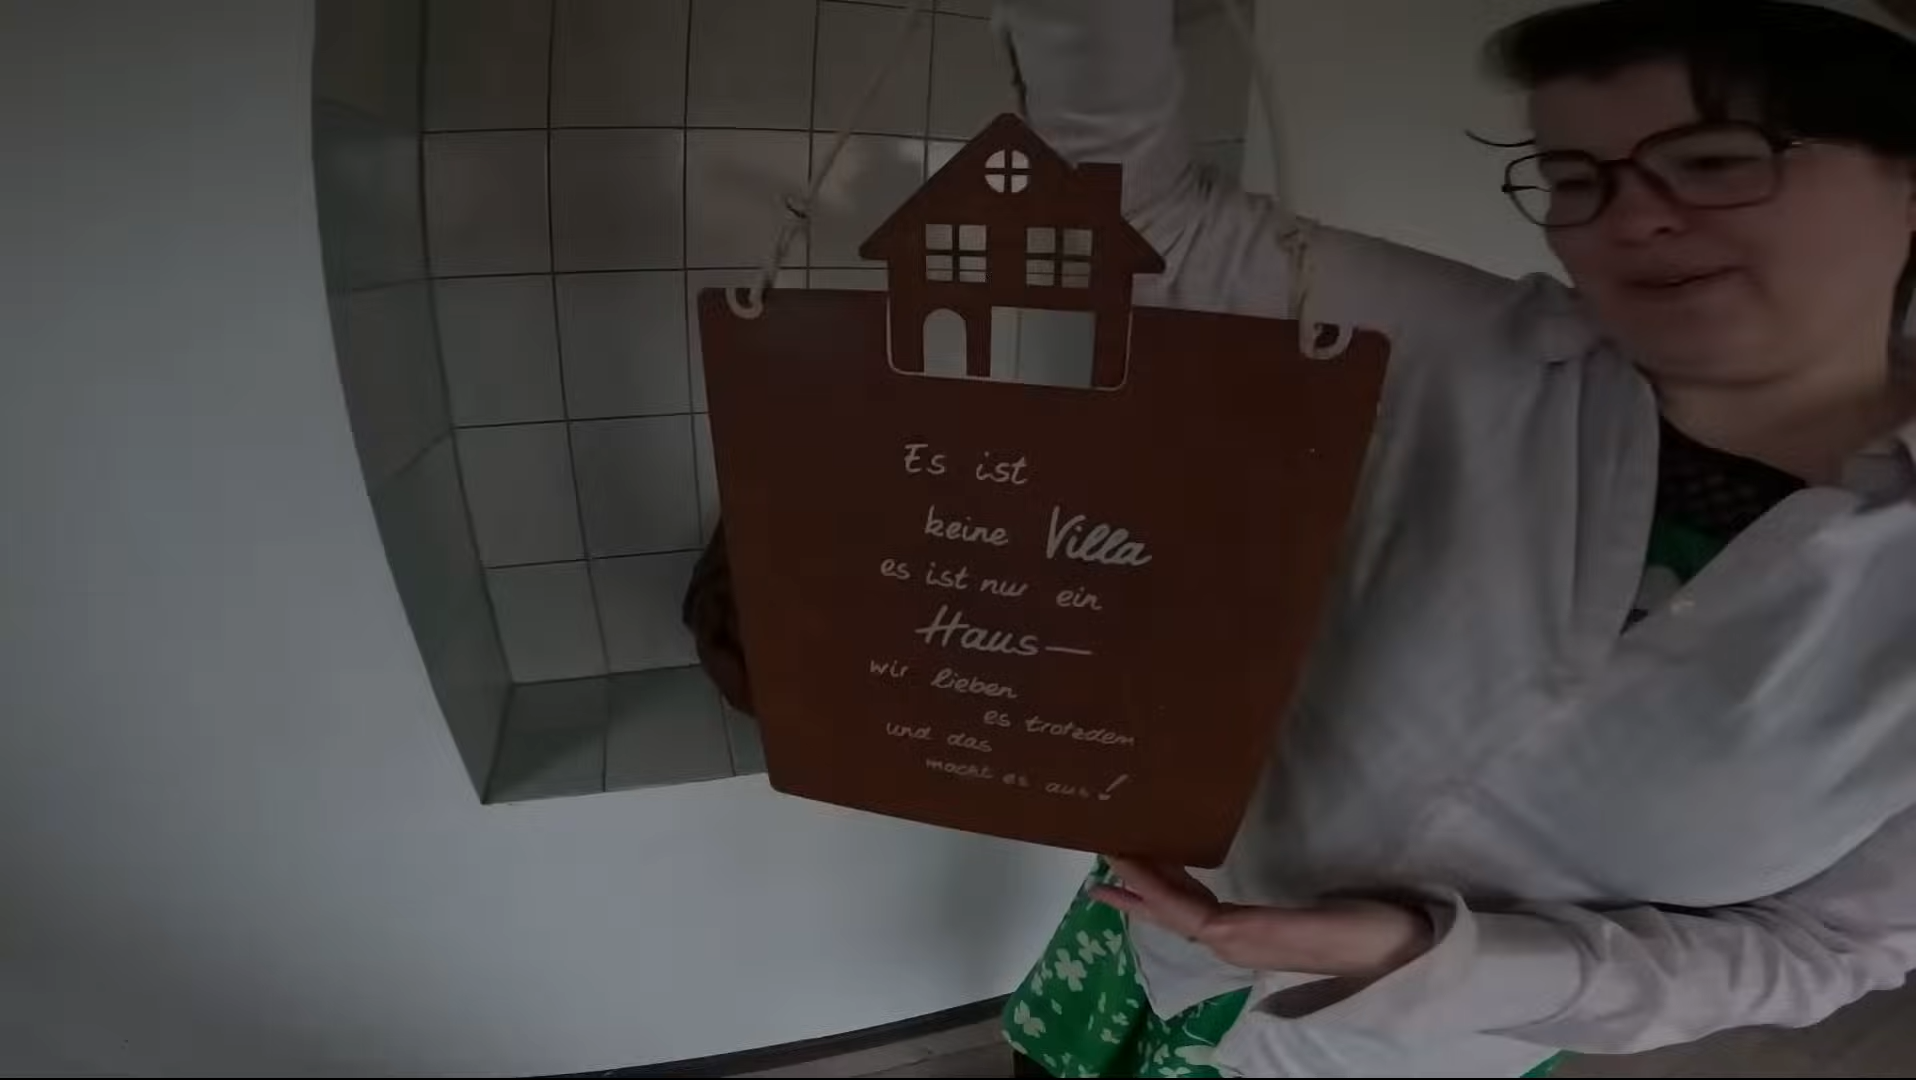 Es ist
keine Villa
es ist nur ein
Haus—
wir lieben
es trotzdem
und das
macht es aus!